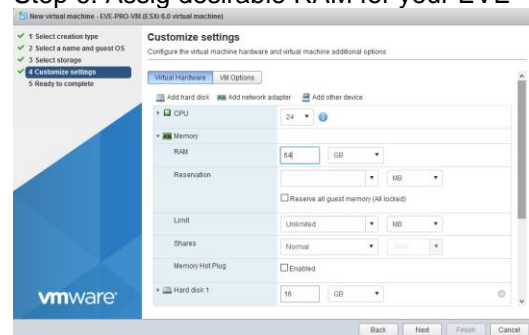 Step 6: Assig desirable RAM for your EVE
New virtual machine - EVE-PRO-VM (ESXi 6.0 virtual machine)
1 Select creation type
2 Select a name and guest OS
3 Select storage
4 Customize settings
5 Ready to complete
Customize settings
Configure the virtual machine hardware and virtual machine additional options
Virtual Hardware VM Options
Add hard disk Add network adapter Add other device
CPU 24
Memory
RAM 64 GB
Reservation MB
Reserve all guest memory (All locked)
Limit Unlimited MB
Shares Normal
Memory Hot Plug Enabled
Hard disk 1 16 GB
vmware
Back Next Finish Cancel